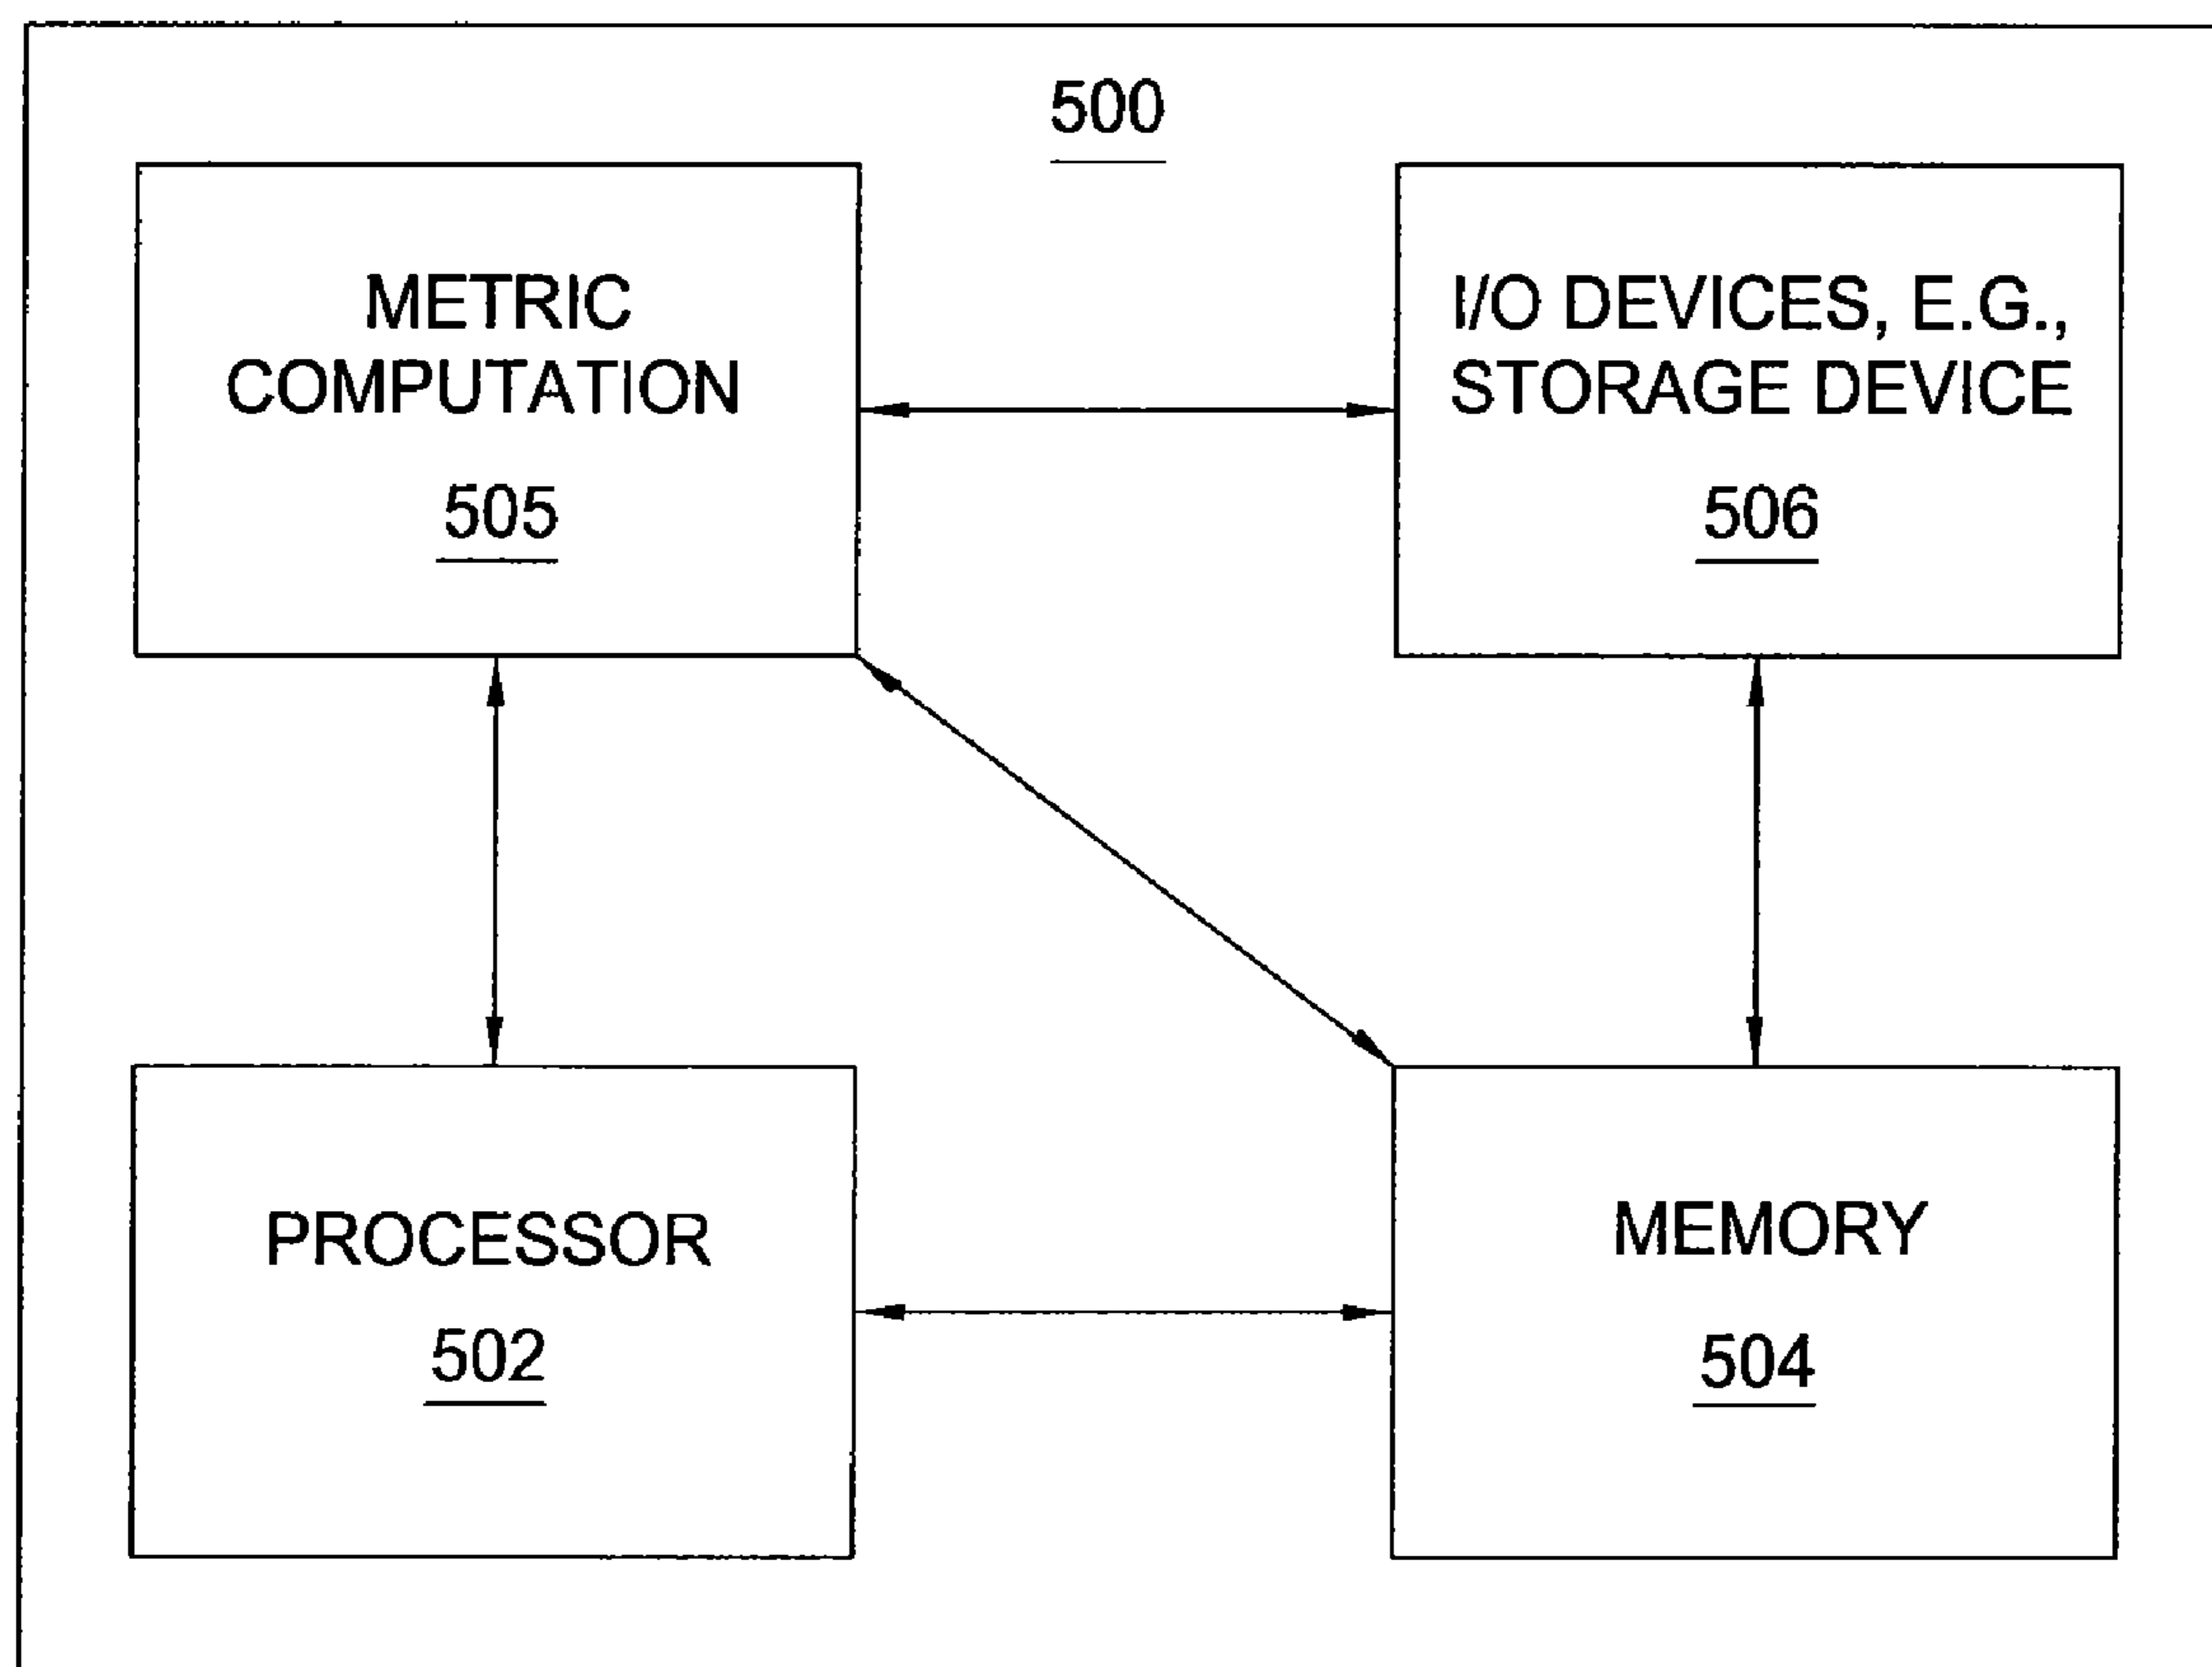 500
METRIC
COMPUTATION
505
I/O DEVICES, E.G.,
STORAGE DEVICE
506
PROCESSOR
502
MEMORY
504